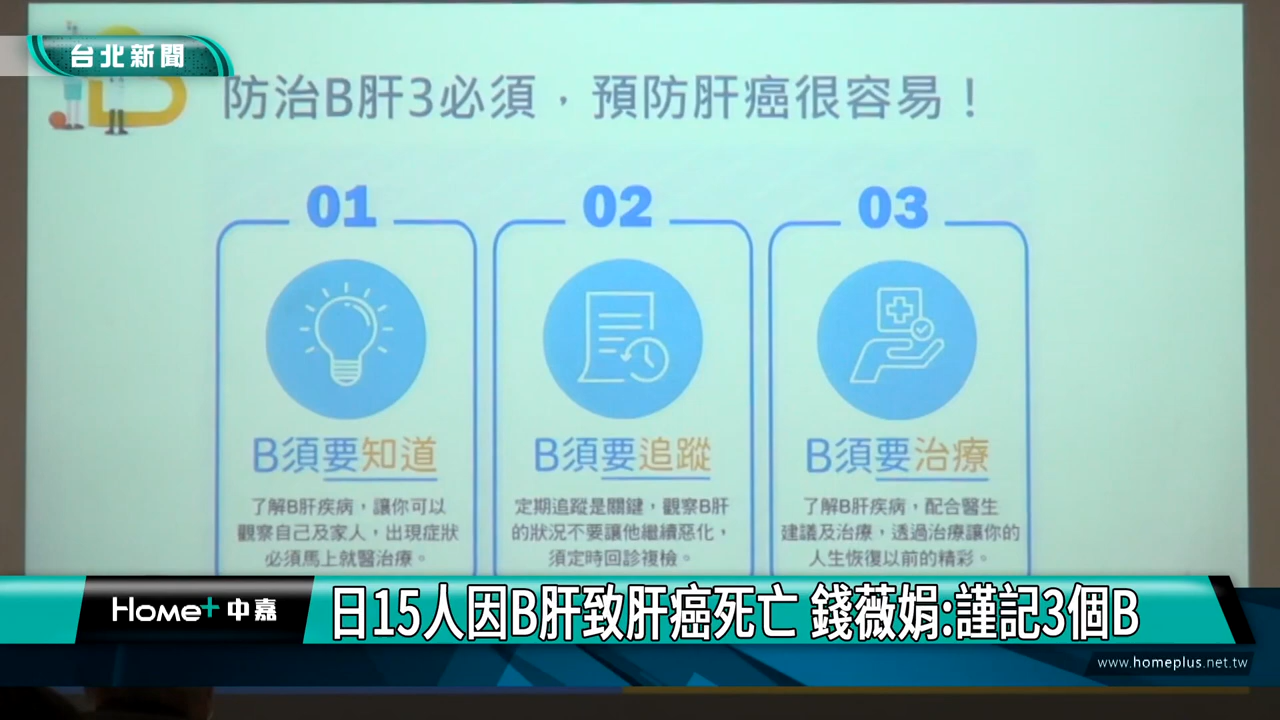 台北新聞
防治B肝3必須，預防肝癌很容易！
01
02
03
B須要知道
了解B肝疾病，讓你可以
觀察自己及家人，出現症狀
必須馬上就醫治療。
B須要追蹤
定期追蹤是關鍵，觀察B肝
的狀況不要讓他繼續惡化，
須定時回診複檢。
B須要治療
了解B肝疾病，配合醫生
建議及治療，透過治療讓你的
人生恢復以前的精彩。
Home+ 中嘉
日15人因B肝致肝癌死亡 錢薇娟:謹記3個B
www.homeplus.net.tw